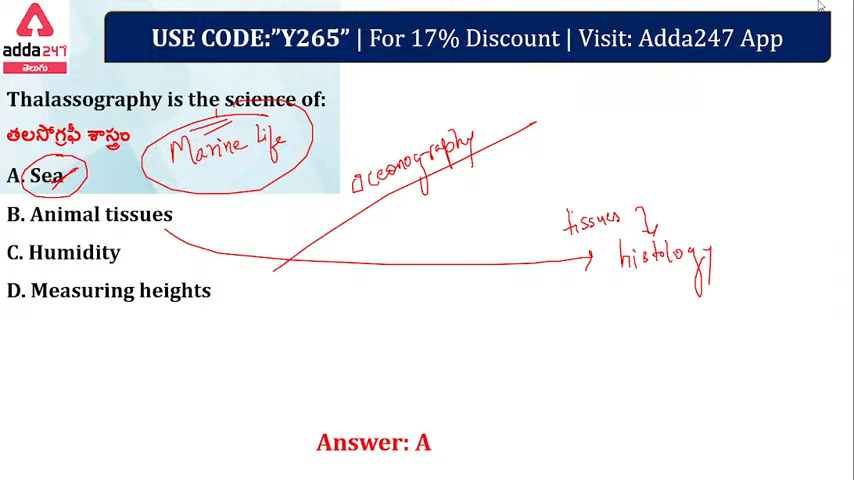 adda247
తెలుగు
USE CODE:”Y265” | For 17% Discount | Visit: Adda247 App
Thalassography is the science of:
తలసోగ్రఫీ శాస్త్రం
Marine Life
A. Sea
Oceonography
B. Animal tissues
tissues
C. Humidity
histology
D. Measuring heights
Answer: A